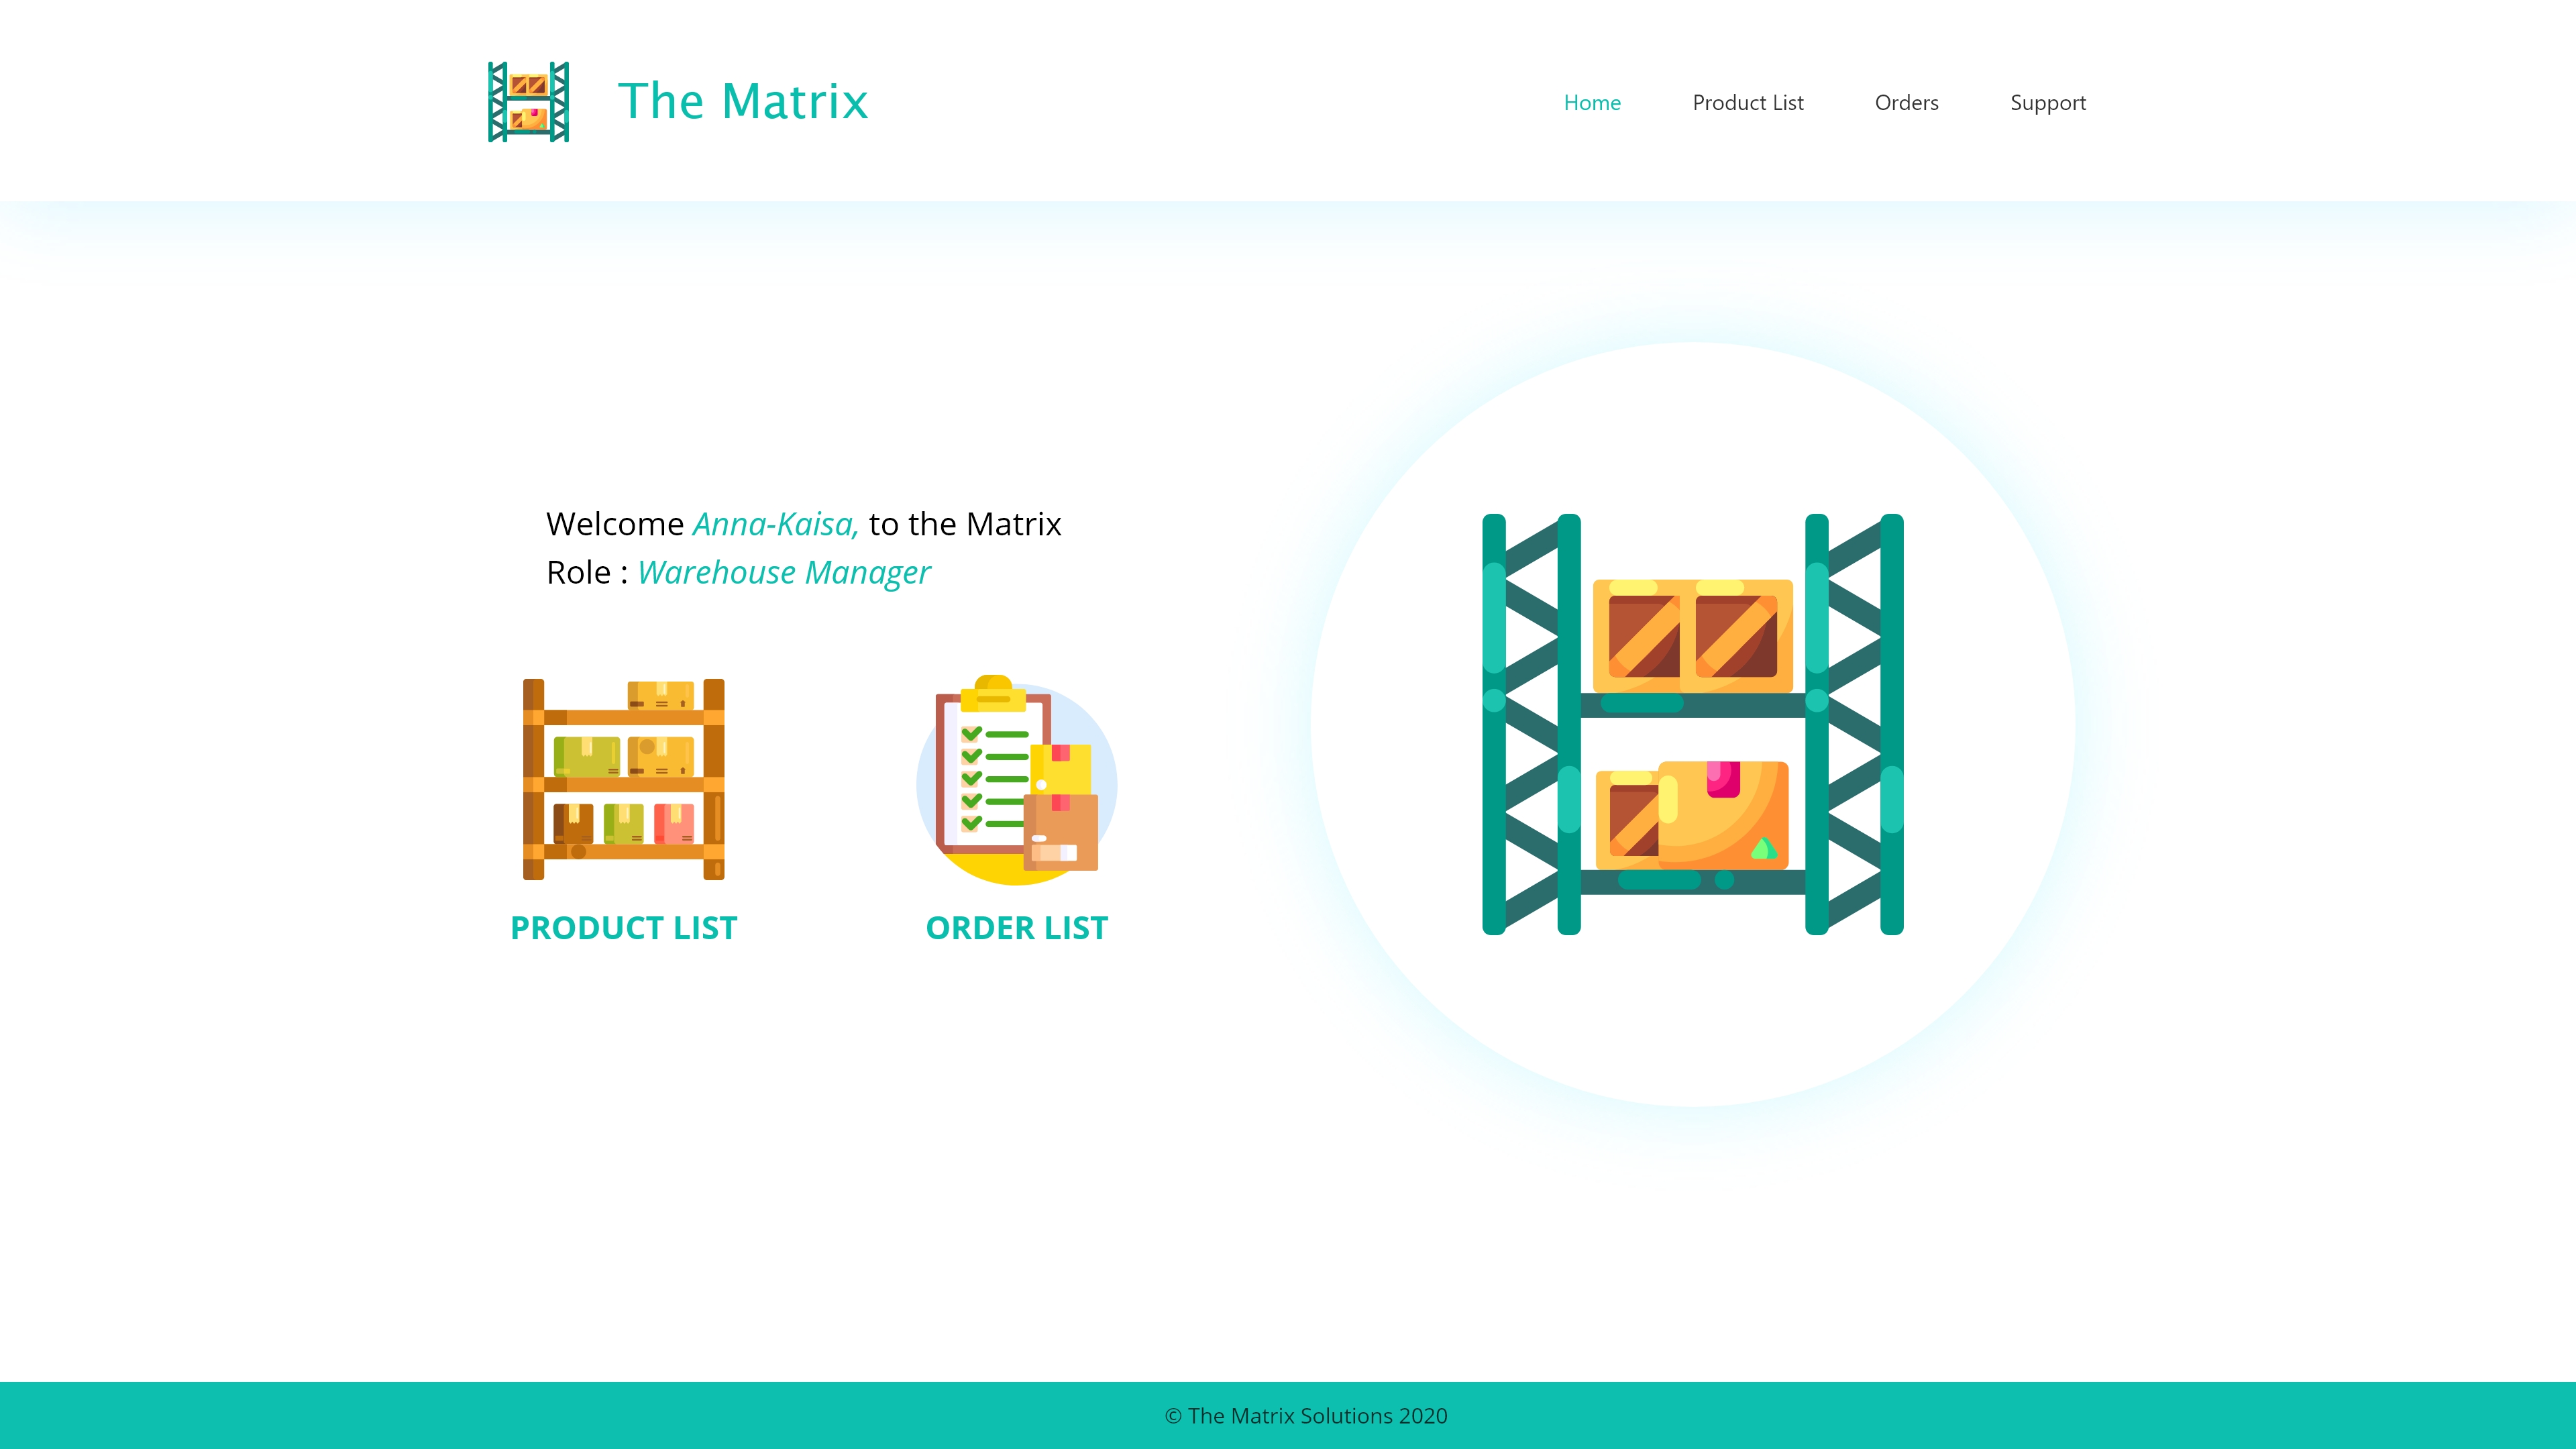 The Matrix
Home
Product List
Orders
Support
Welcome Anna-Kaisa, to the Matrix
Role : Warehouse Manager
PRODUCT LIST
ORDER LIST
© The Matrix Solutions 2020